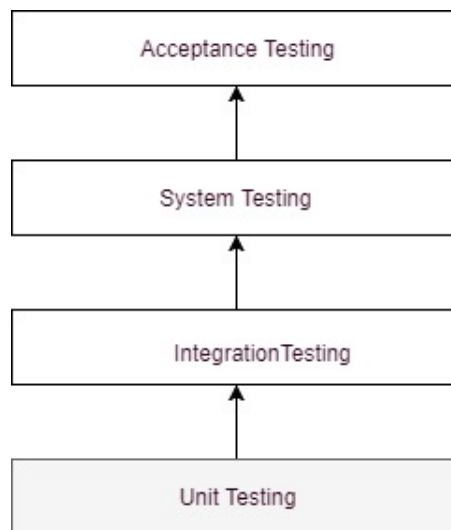 Acceptance Testing
System Testing
IntegrationTesting
Unit Testing